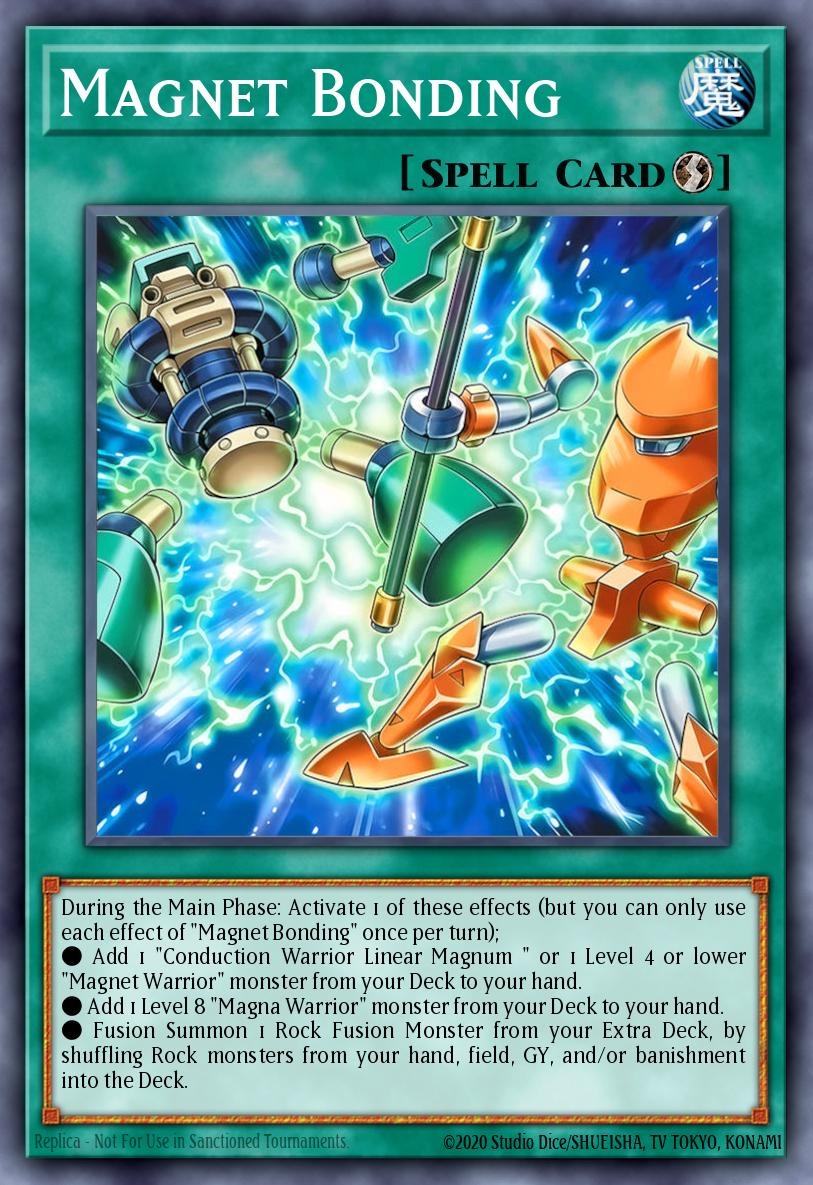 Magnet Bonding
SPELL
魔
[Spell Card]
During the Main Phase: Activate 1 of these effects (but you can only use
each effect of "Magnet Bonding" once per turn);
● Add 1 "Conduction Warrior Linear Magnum " or 1 Level 4 or lower
"Magnet Warrior" monster from your Deck to your hand.
● Add 1 Level 8 "Magna Warrior" monster from your Deck to your hand.
● Fusion Summon 1 Rock Fusion Monster from your Extra Deck, by
shuffling Rock monsters from your hand, field, GY, and/or banishment
into the Deck.
Replica - Not For Use in Sanctioned Tournaments.
©2020 Studio Dice/SHUEISHA, TV TOKYO, KONAMI